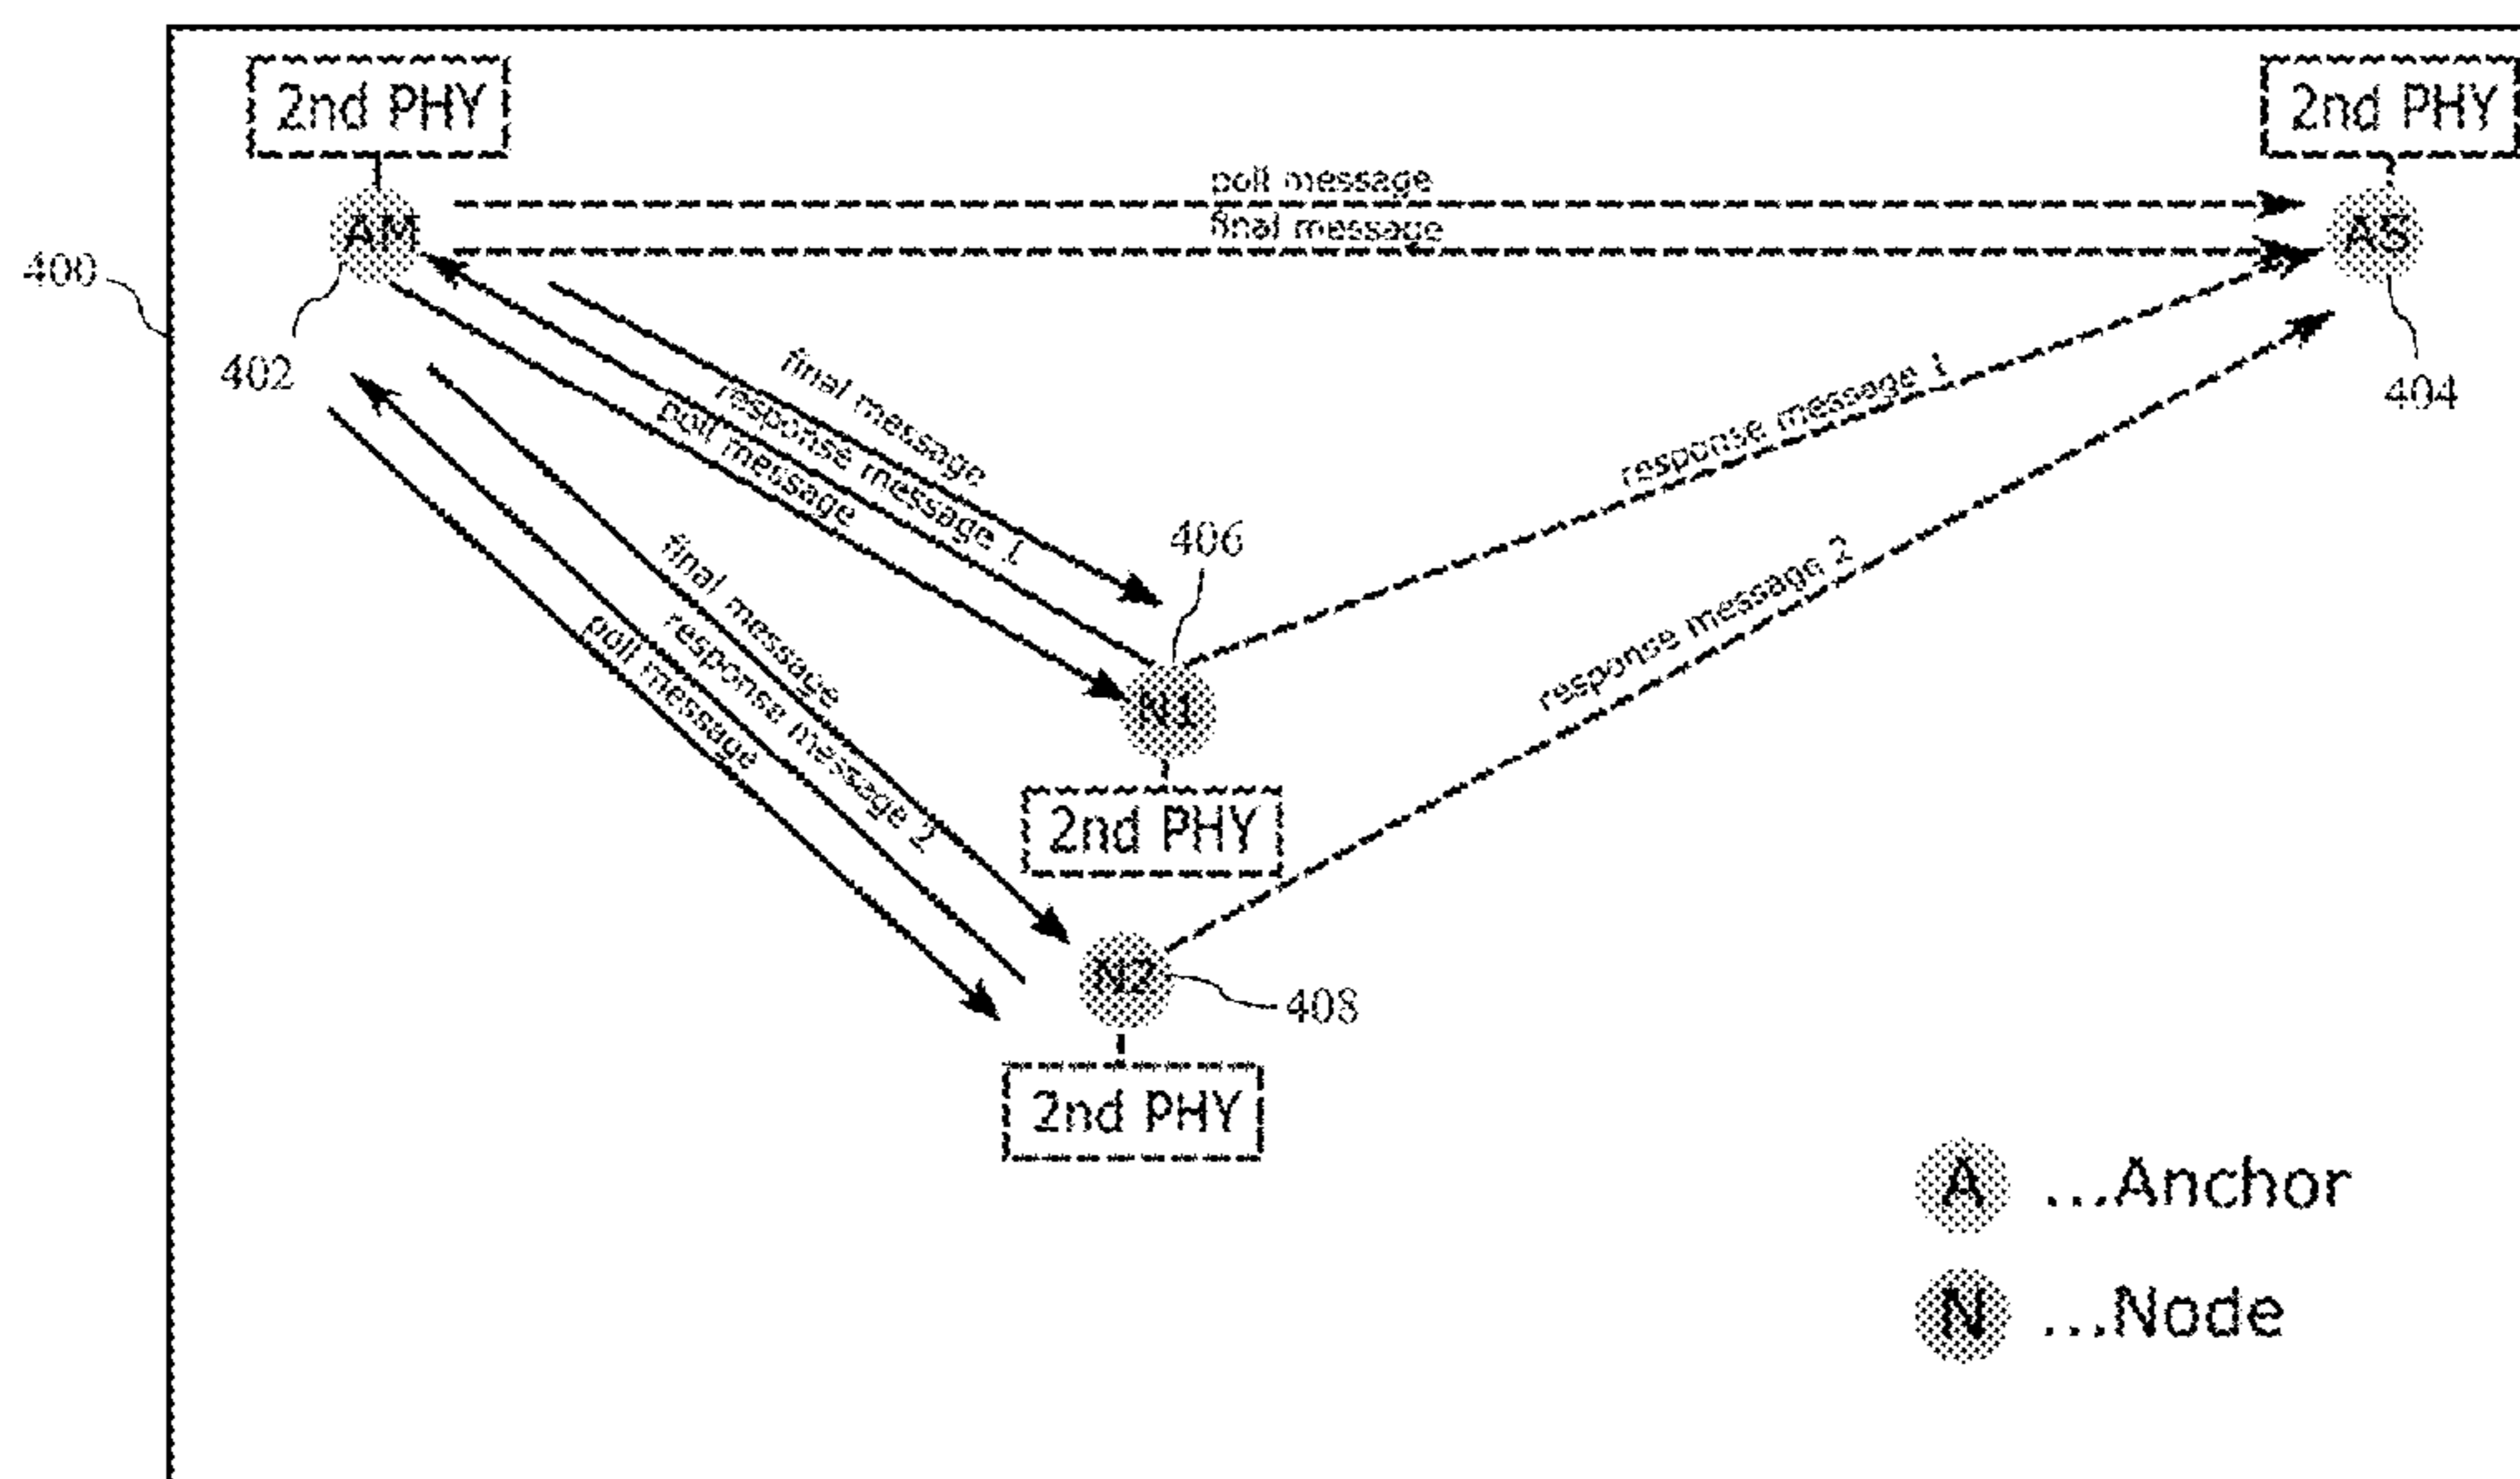 2nd PHY
2nd PHY
poll message
AM
final message
AS
400
402
404
final message
response message 1
poll message
response message 1
406
final message
response message 2
response message 2
poll message
N1
2nd PHY
N2
408
2nd PHY
A ...Anchor
N ...Node